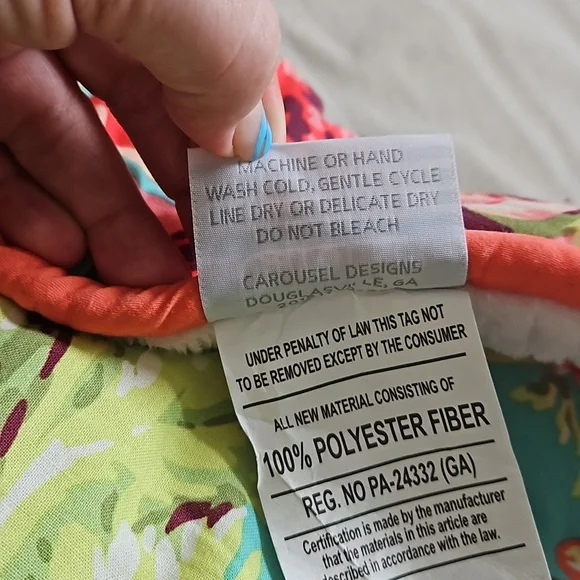 MACHINE OR HAND
WASH COLD, GENTLE CYCLE
LINE DRY OR DELICATE DRY
DO NOT BLEACH
CAROUSEL DESIGNS
DOUGLASVILLE, GA
UNDER PENALTY OF LAW THIS TAG NOT
TO BE REMOVED EXCEPT BY THE CONSUMER
ALL NEW MATERIAL CONSISTING OF
100% POLYESTER FIBER
REG. NO PA-24332 (GA)
Certification is made by the manufacturer
that the materials in this article are
described in accordance with the law.